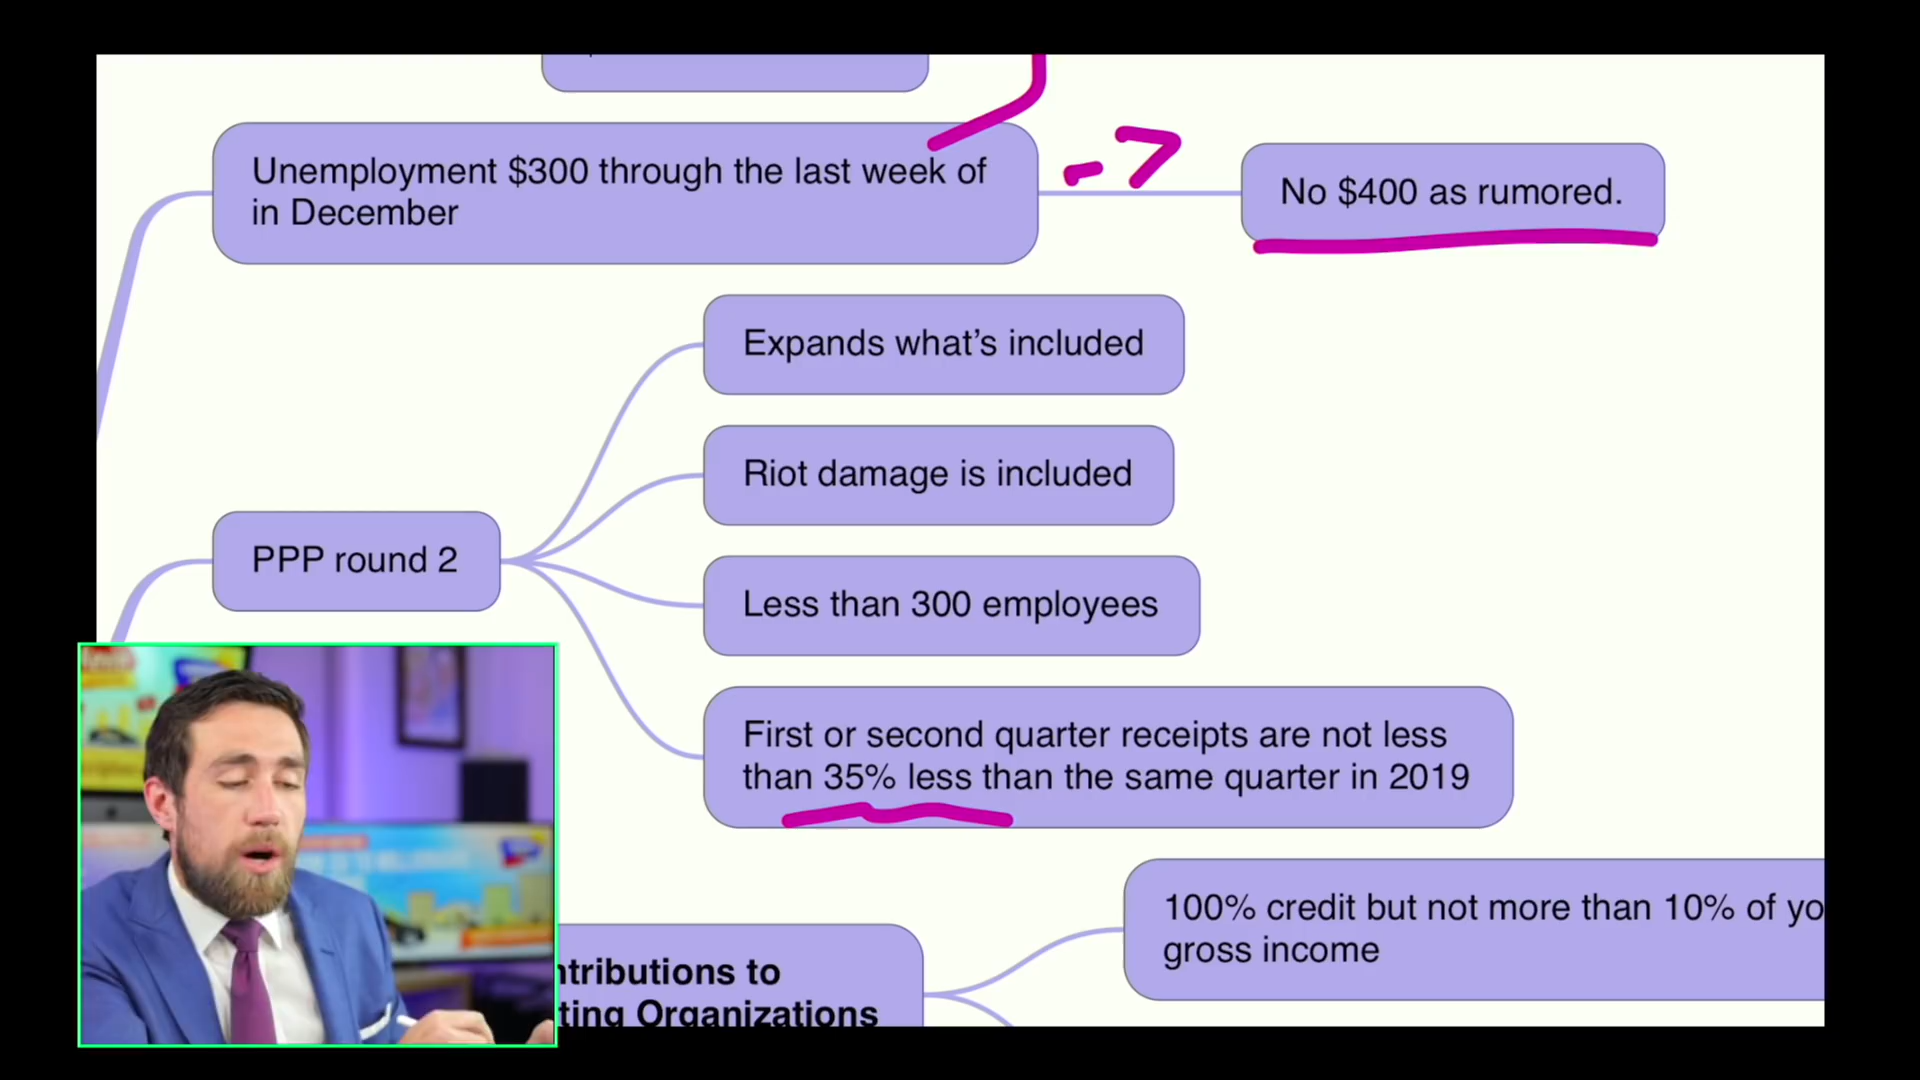 Unemployment $300 through the last week of
in December
No $400 as rumored.
Expands what's included
Riot damage is included
PPP round 2
Less than 300 employees
First or second quarter receipts are not less
than 35% less than the same quarter in 2019
100% credit but not more than 10% of yo
gross income
ntributions to
ting Organizations